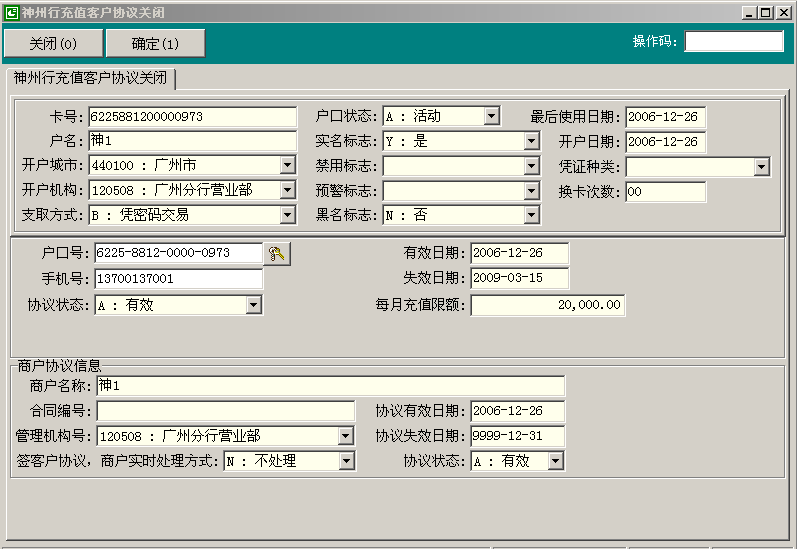 神州行充值客户协议关闭
关闭(0) 确定(1) 操作码:
神州行充值客户协议关闭
卡号: 6225881200000973 户口状态: A : 活动 最后使用日期: 2006-12-26
户名: 神1 实名标志: Y : 是 开户日期: 2006-12-26
开户城市: 440100 : 广州市 禁用标志: 凭证种类:
开户机构: 120508 : 广州分行营业部 预警标志: 换卡次数: 00
支取方式: B : 凭密码交易 黑名标志: N : 否
户口号: 6225-8812-0000-0973 有效日期: 2006-12-26
手机号: 13700137001 失效日期: 2009-03-15
协议状态: A : 有效 每月充值限额: 20,000.00
商户协议信息
商户名称: 神1
合同编号: 协议有效日期: 2006-12-26
管理机构号: 120508 : 广州分行营业部 协议失效日期: 9999-12-31
签客户协议，商户实时处理方式: N : 不处理 协议状态: A : 有效